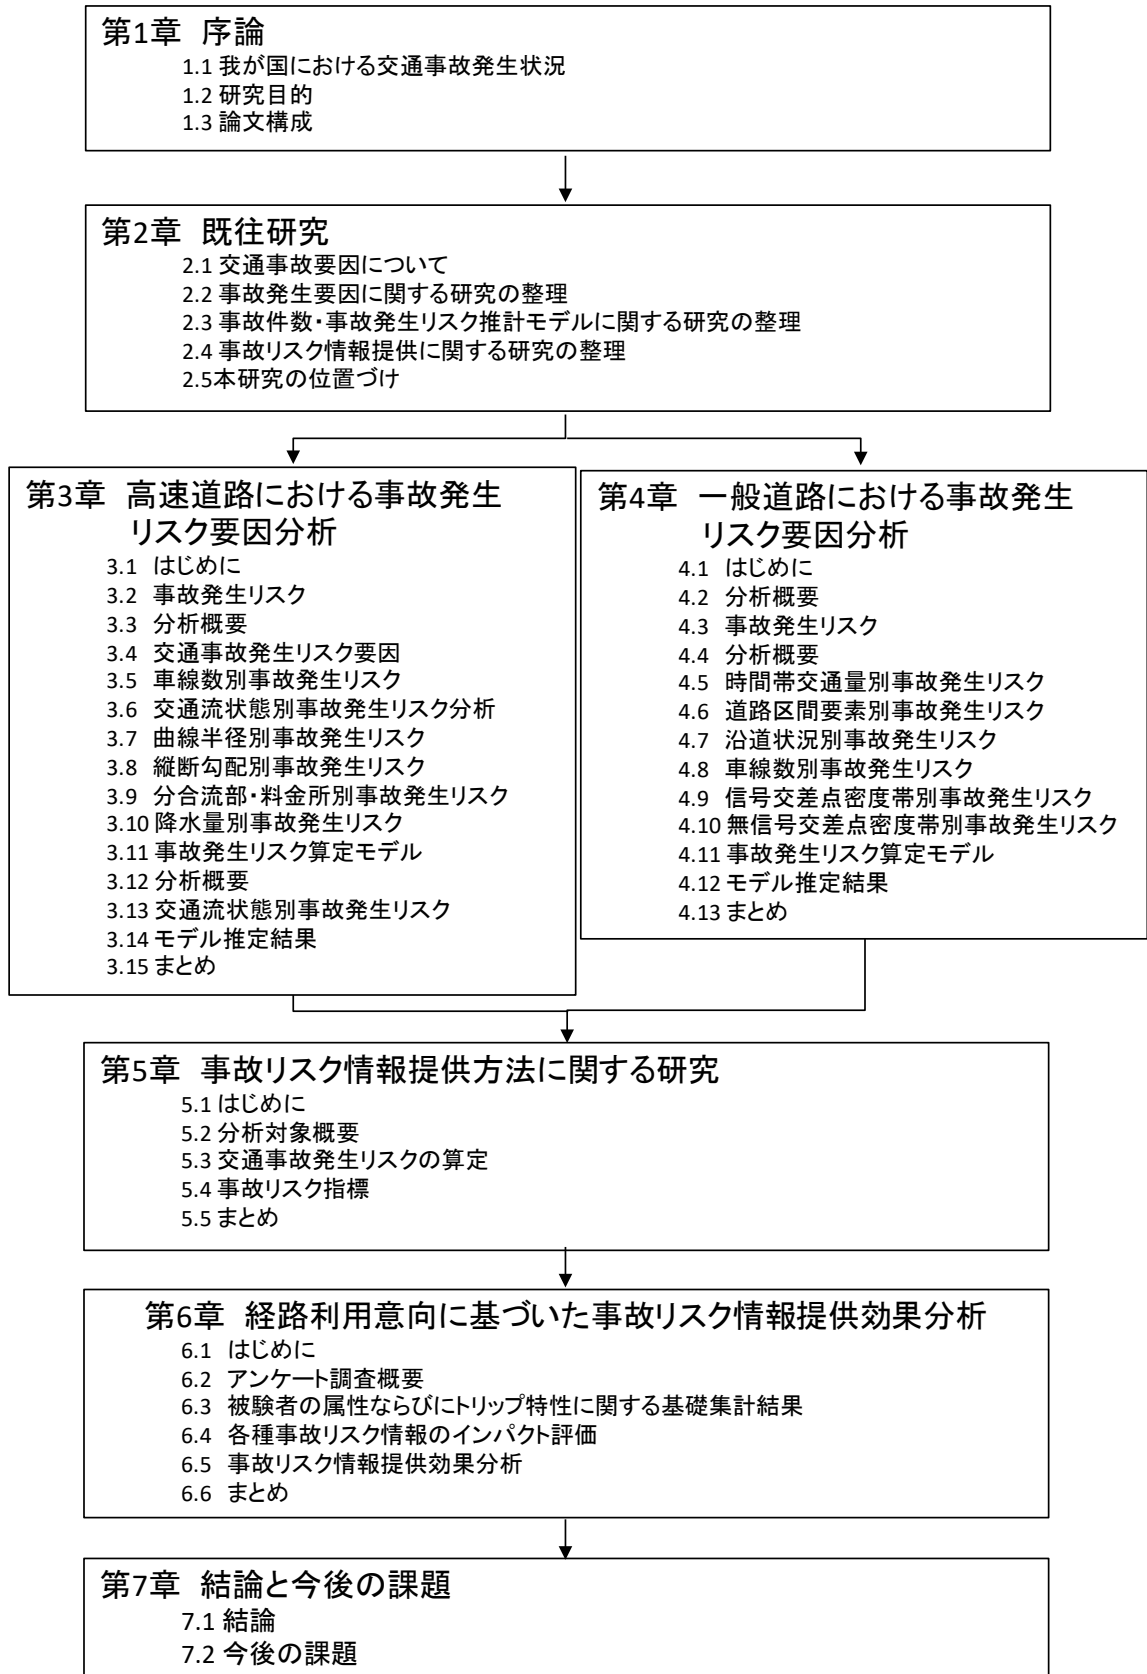 第1章 序論
1.1 我が国における交通事故発生状況
1.2 研究目的
1.3 論文構成
第2章 既往研究
2.1 交通事故要因について
2.2 事故発生要因に関する研究の整理
2.3 事故件数・事故発生リスク推計モデルに関する研究の整理
2.4 事故リスク情報提供に関する研究の整理
2.5本研究の位置づけ
第3章 高速道路における事故発生
リスク要因分析
3.1 はじめに
3.2 事故発生リスク
3.3 分析概要
3.4 交通事故発生リスク要因
3.5 車線数別事故発生リスク
3.6 交通流状態別事故発生リスク分析
3.7 曲線半径別事故発生リスク
3.8 縦断勾配別事故発生リスク
3.9 分合流部・料金所別事故発生リスク
3.10 降水量別事故発生リスク
3.11 事故発生リスク算定モデル
3.12 分析概要
3.13 交通流状態別事故発生リスク
3.14 モデル推定結果
3.15 まとめ
第4章 一般道路における事故発生
リスク要因分析
4.1 はじめに
4.2 分析概要
4.3 事故発生リスク
4.4 分析概要
4.5 時間帯交通量別事故発生リスク
4.6 道路区間要素別事故発生リスク
4.7 沿道状況別事故発生リスク
4.8 車線数別事故発生リスク
4.9 信号交差点密度帯別事故発生リスク
4.10 無信号交差点密度帯別事故発生リスク
4.11 事故発生リスク算定モデル
4.12 モデル推定結果
4.13 まとめ
第5章 事故リスク情報提供方法に関する研究
5.1 はじめに
5.2 分析対象概要
5.3 交通事故発生リスクの算定
5.4 事故リスク指標
5.5 まとめ
第6章 経路利用意向に基づいた事故リスク情報提供効果分析
6.1 はじめに
6.2 アンケート調査概要
6.3 被験者の属性ならびにトリップ特性に関する基礎集計結果
6.4 各種事故リスク情報のインパクト評価
6.5 事故リスク情報提供効果分析
6.6 まとめ
第7章 結論と今後の課題
7.1 結論
7.2 今後の課題